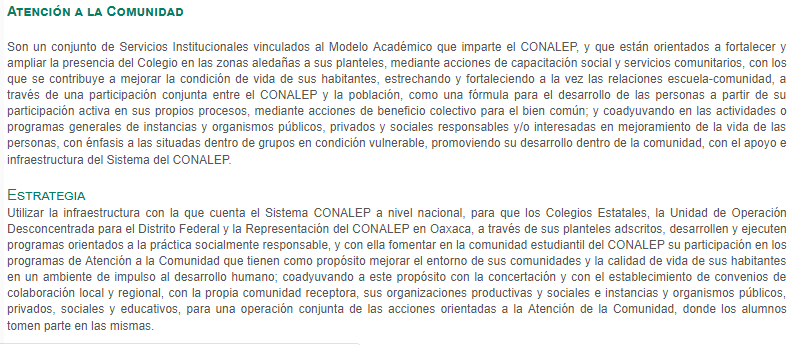 Atención a la Comunidad
Son un conjunto de Servicios Institucionales vinculados al Modelo Académico que imparte el CONALEP, y que están orientados a fortalecer y
ampliar la presencia del Colegio en las zonas aledañas a sus planteles, mediante acciones de capacitación social y servicios comunitarios, con los
que se contribuye a mejorar la condición de vida de sus habitantes, estrechando y fortaleciendo a la vez las relaciones escuela-comunidad, a
través de una participación conjunta entre el CONALEP y la población, como una fórmula para el desarrollo de las personas a partir de su
participación activa en sus propios procesos, mediante acciones de beneficio colectivo para el bien común; y coadyuvando en las actividades o
programas generales de instancias y organismos públicos, privados y sociales responsables y/o interesadas en mejoramiento de la vida de las
personas, con énfasis a las situadas dentro de grupos en condición vulnerable, promoviendo su desarrollo dentro de la comunidad, con el apoyo e
infraestructura del Sistema del CONALEP.
Estrategia
Utilizar la infraestructura con la que cuenta el Sistema CONALEP a nivel nacional, para que los Colegios Estatales, la Unidad de Operación
Desconcentrada para el Distrito Federal y la Representación del CONALEP en Oaxaca, a través de sus planteles adscritos, desarrollen y ejecuten
programas orientados a la práctica socialmente responsable, y con ella fomentar en la comunidad estudiantil del CONALEP su participación en los
programas de Atención a la Comunidad que tienen como propósito mejorar el entorno de sus comunidades y la calidad de vida de sus habitantes
en un ambiente de impulso al desarrollo humano; coadyuvando a este propósito con la concertación y con el establecimiento de convenios de
colaboración local y regional, con la propia comunidad receptora, sus organizaciones productivas y sociales e instancias y organismos públicos,
privados, sociales y educativos, para una operación conjunta de las acciones orientadas a la Atención de la Comunidad, donde los alumnos
tomen parte en las mismas.